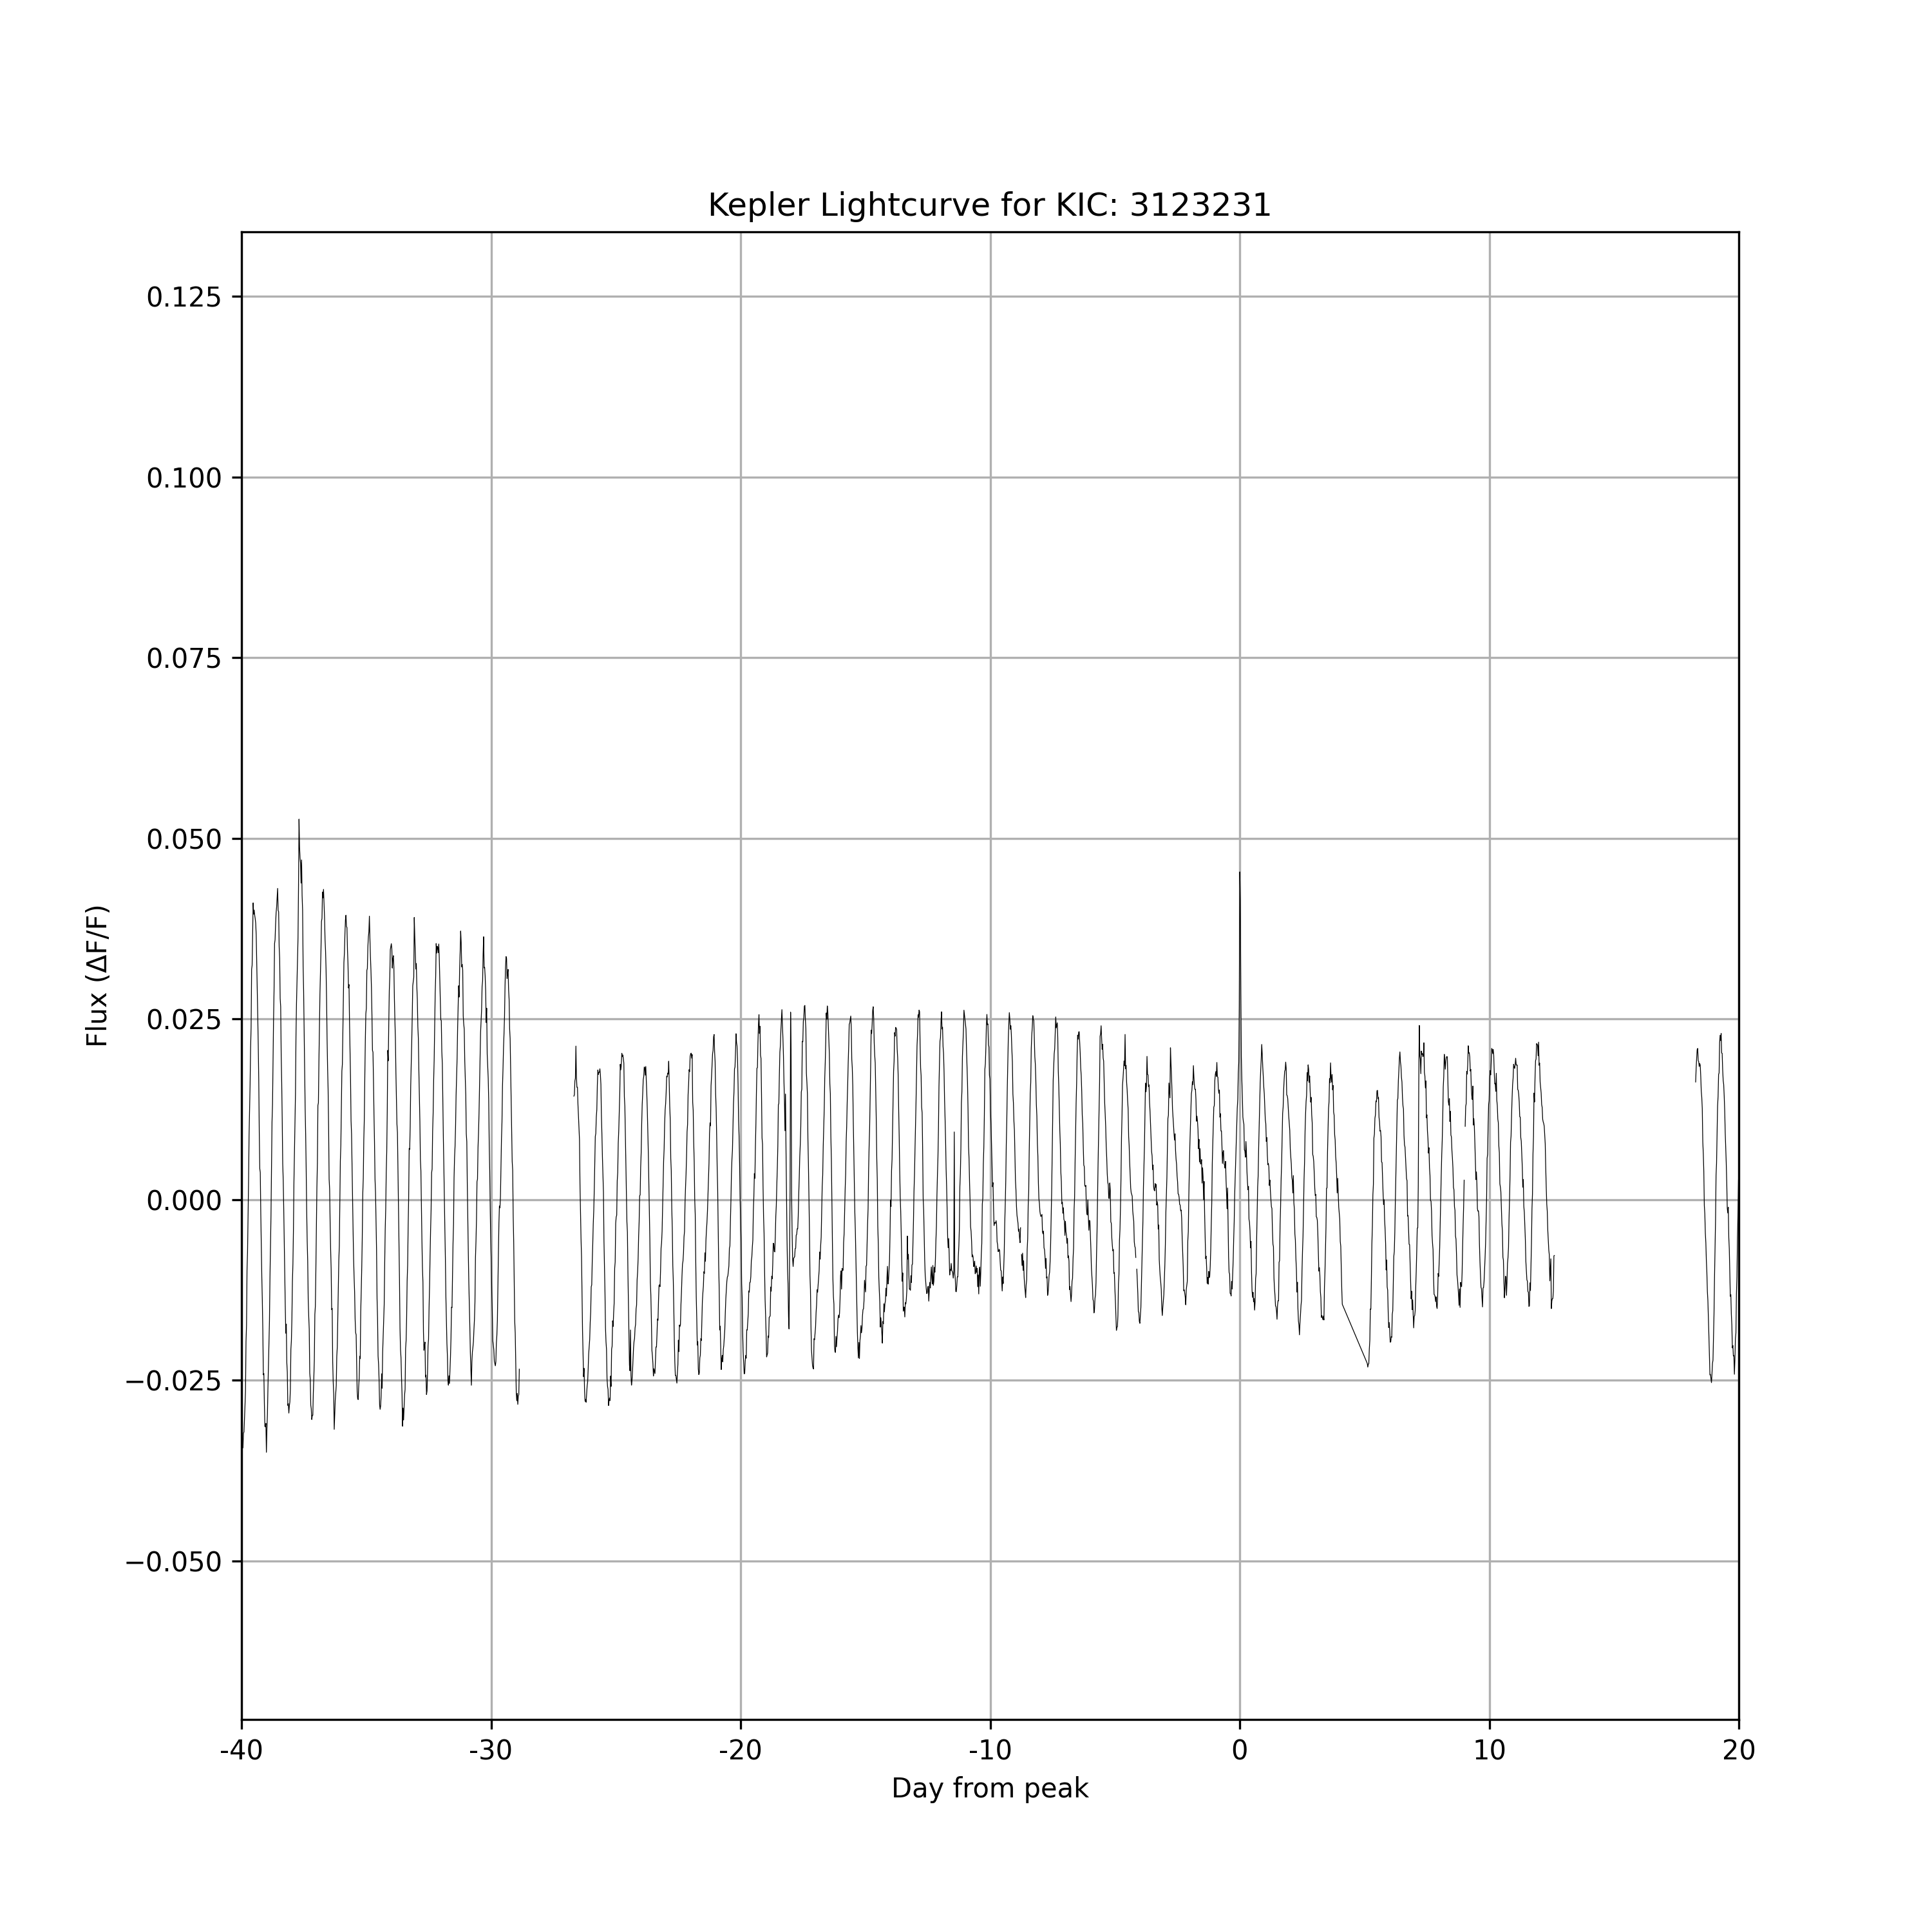 Kepler Lightcurve for KIC: 3123231
0.125
0.100
0.075
0.050
0.025
0.000
−0.025
−0.050
Flux (ΔF/F)
-40 -30 -20 -10 0 10 20
Day from peak